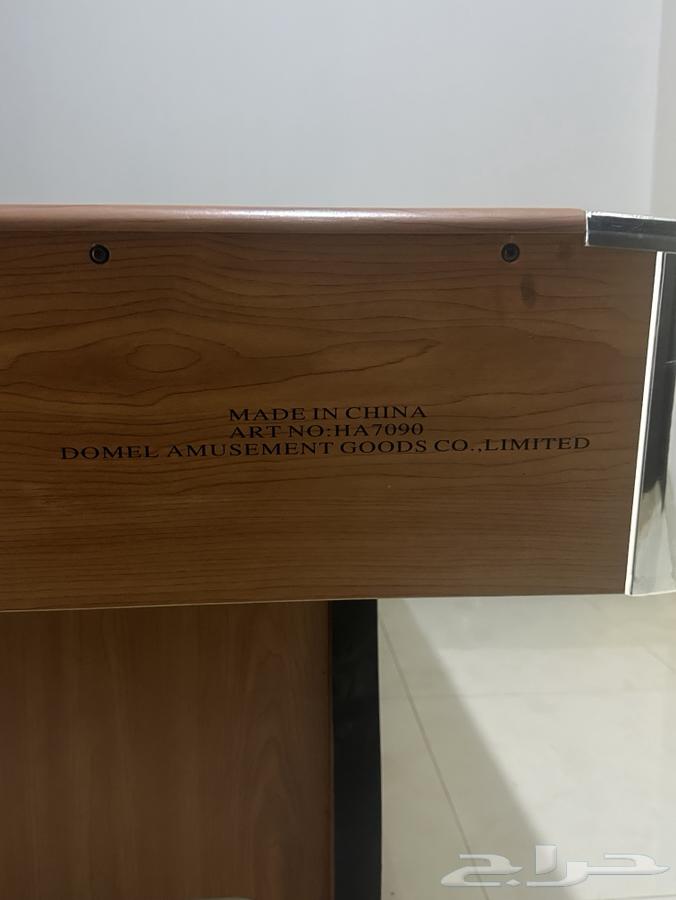 MADE IN CHINA
ART NO:HA7090
DOMEL AMUSEMENT GOODS CO.,LIMITED
حراج